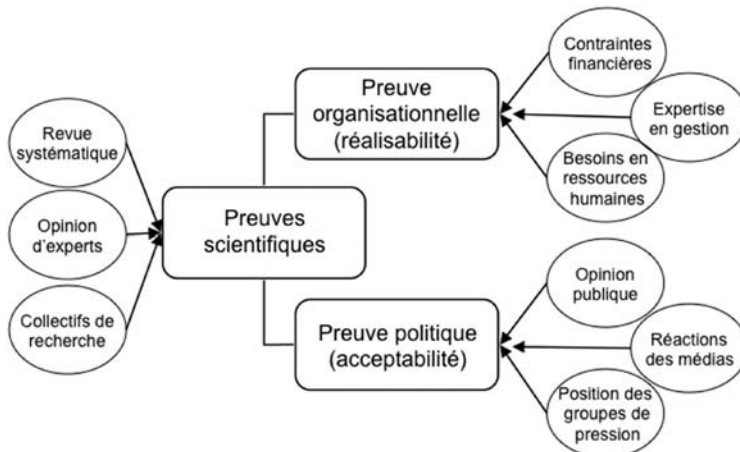 Revue
systématique
Opinion
d'experts
Collectifs de
recherche
Preuves
scientifiques
Preuve
organisationnelle
(réalisabilité)
Contraintes
financières
Expertise
en gestion
Besoins en
ressources
humaines
Preuve politique
(acceptabilité)
Opinion
publique
Réactions
des médias
Position des
groupes de
pression